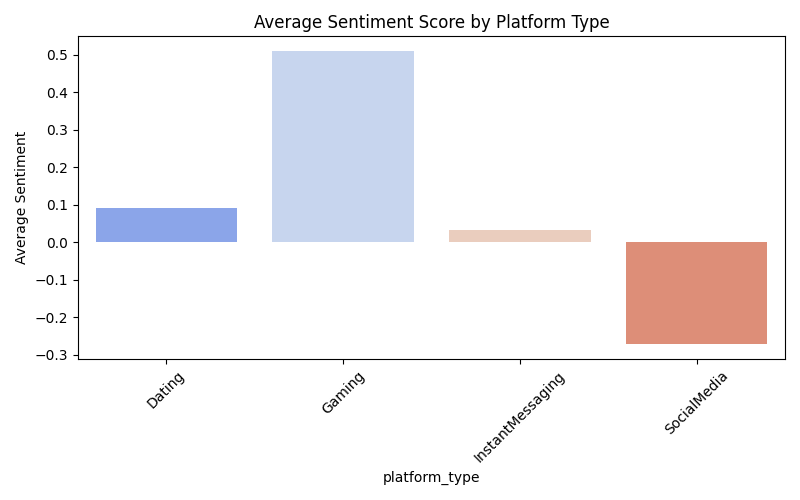 Average Sentiment Score by Platform Type
Average Sentiment
0.5
0.4
0.3
0.2
0.1
0.0
−0.1
−0.2
−0.3
Dating
Gaming
InstantMessaging
SocialMedia
platform_type